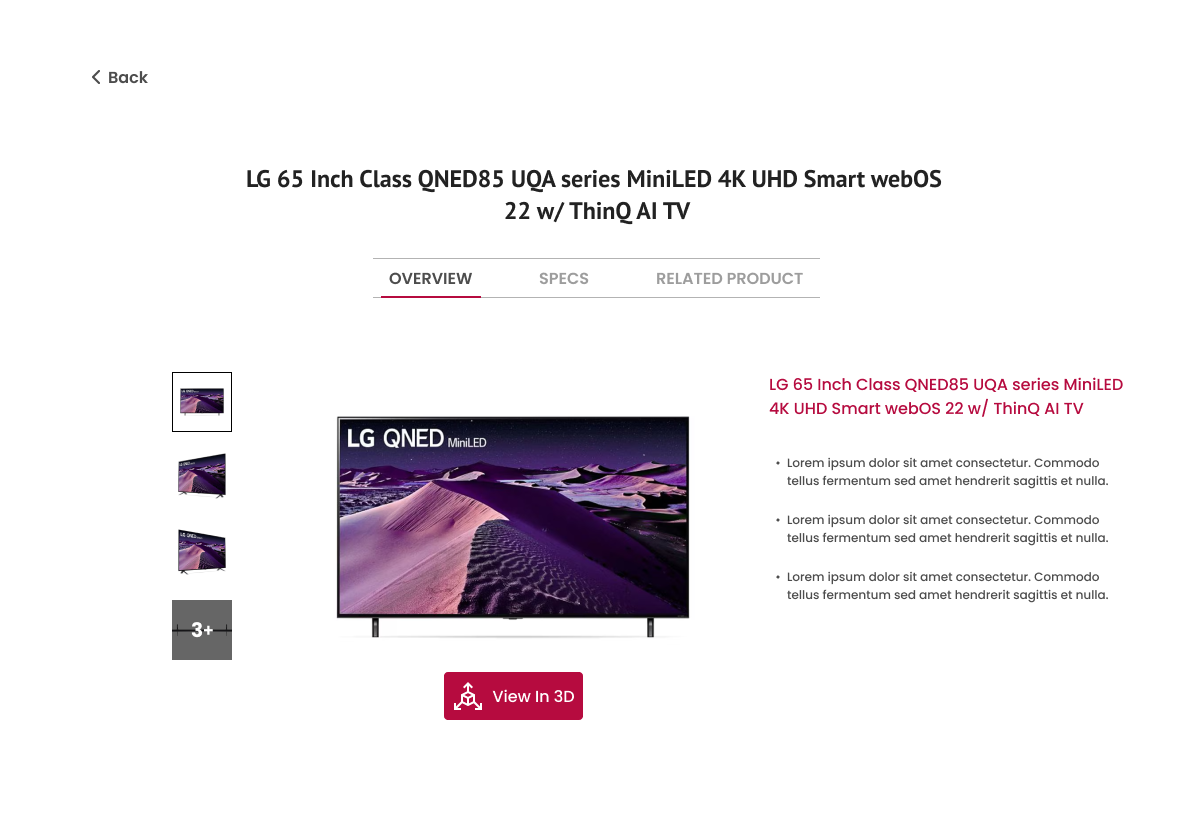 Back
LG 65 Inch Class QNED85 UQA series MiniLED 4K UHD Smart webOS
22 w/ ThinQ AI TV
OVERVIEW SPECS RELATED PRODUCT
LG QNED MiniLED
3+
View In 3D
LG 65 Inch Class QNED85 UQA series MiniLED
4K UHD Smart webOS 22 w/ ThinQ AI TV
• Lorem ipsum dolor sit amet consectetur. Commodo
tellus fermentum sed amet hendrerit sagittis et nulla.
• Lorem ipsum dolor sit amet consectetur. Commodo
tellus fermentum sed amet hendrerit sagittis et nulla.
• Lorem ipsum dolor sit amet consectetur. Commodo
tellus fermentum sed amet hendrerit sagittis et nulla.